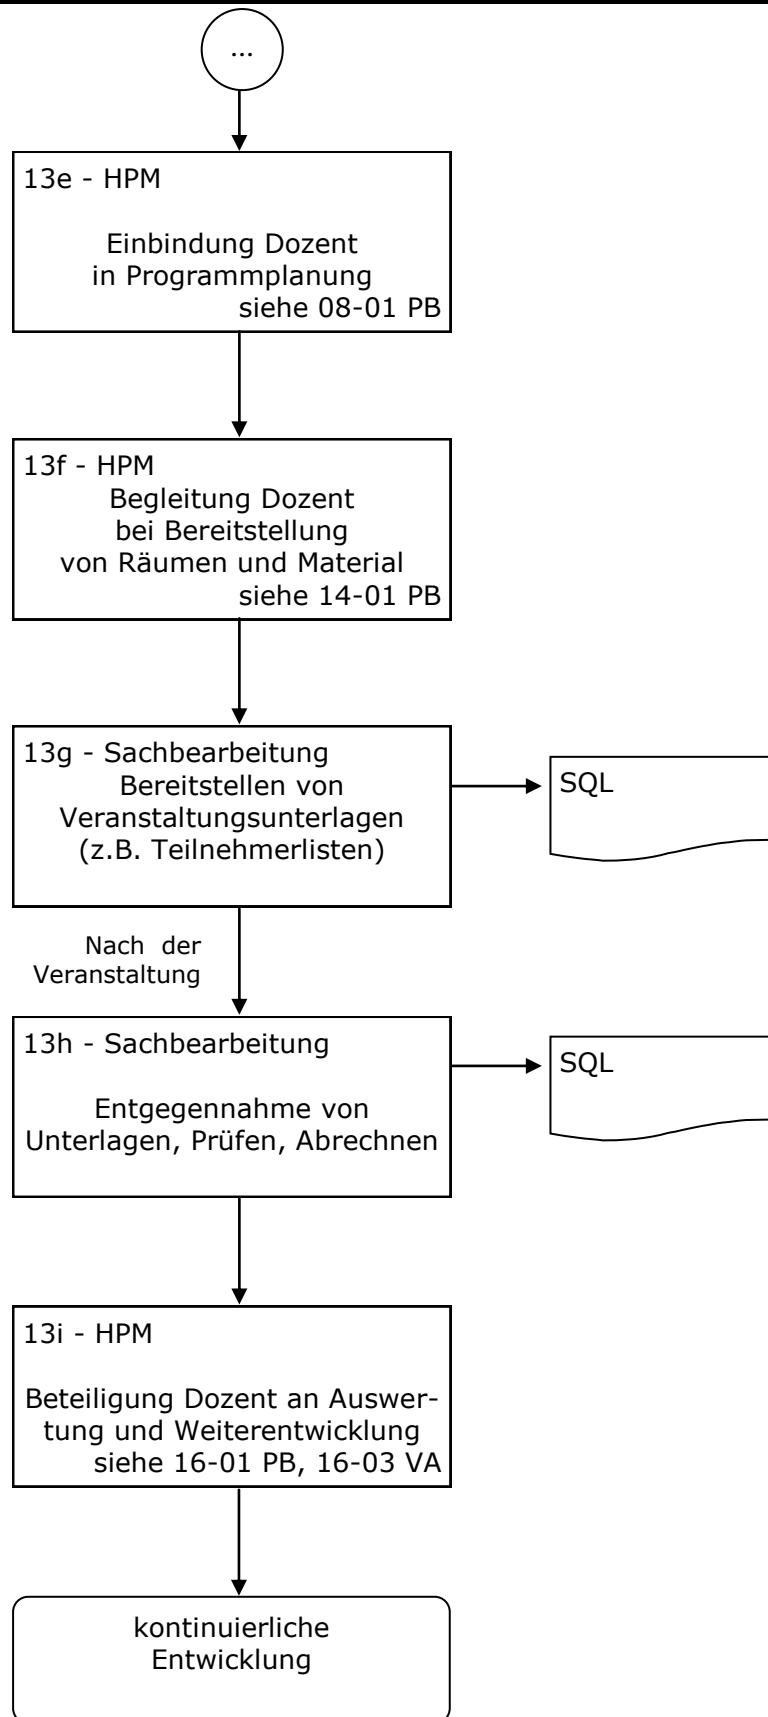 ...
13e - HPM
Einbindung Dozent
in Programmplanung
siehe 08-01 PB
13f - HPM
Begleitung Dozent
bei Bereitstellung
von Räumen und Material
siehe 14-01 PB
13g - Sachbearbeitung
Bereitstellen von
Veranstaltungsunterlagen
(z.B. Teilnehmerlisten)
SQL
Nach der
Veranstaltung
13h - Sachbearbeitung
Entgegennahme von
Unterlagen, Prüfen, Abrechnen
SQL
13i - HPM
Beteiligung Dozent an Auswer-
tung und Weiterentwicklung
siehe 16-01 PB, 16-03 VA
kontinuierliche
Entwicklung